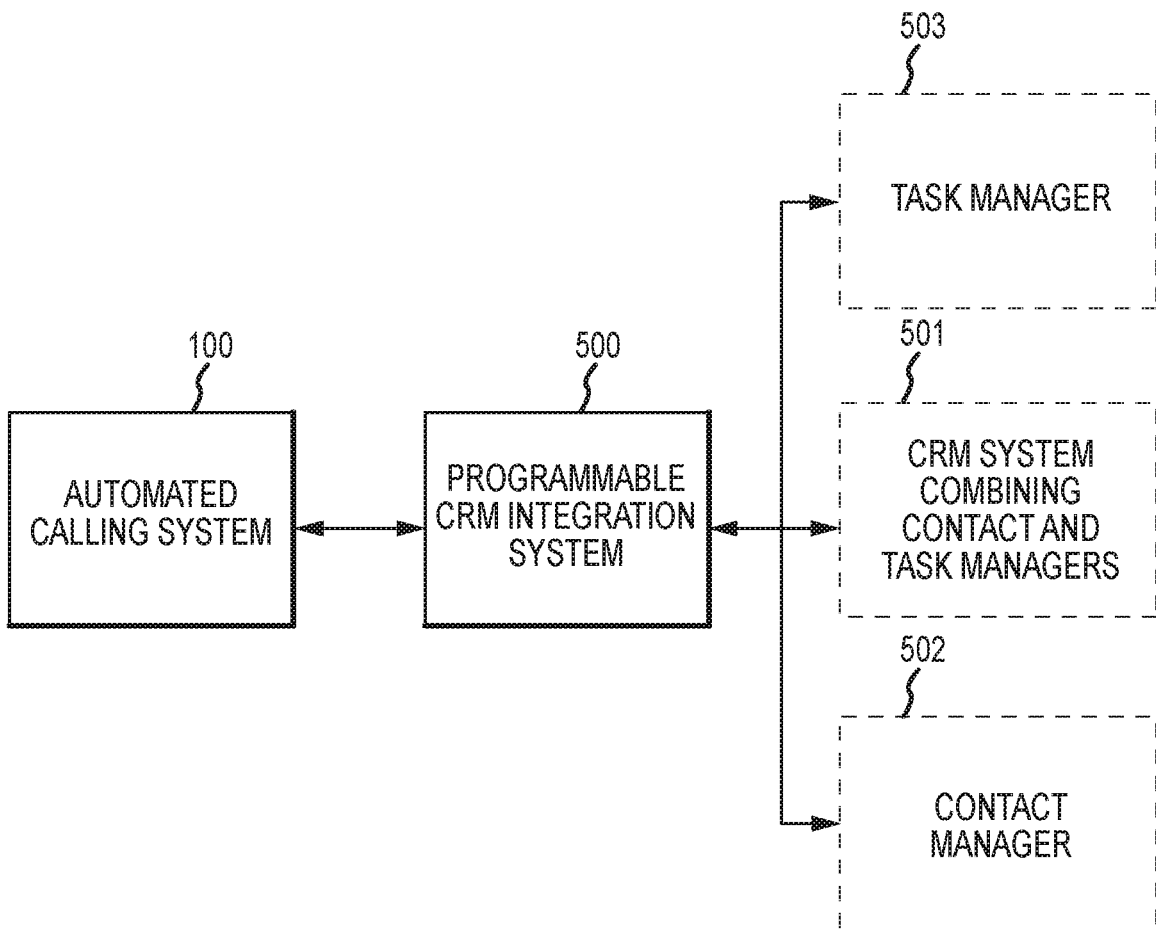 503
TASK MANAGER
100
AUTOMATED
CALLING SYSTEM
500
PROGRAMMABLE
CRM INTEGRATION
SYSTEM
501
CRM SYSTEM
COMBINING
CONTACT AND
TASK MANAGERS
502
CONTACT
MANAGER